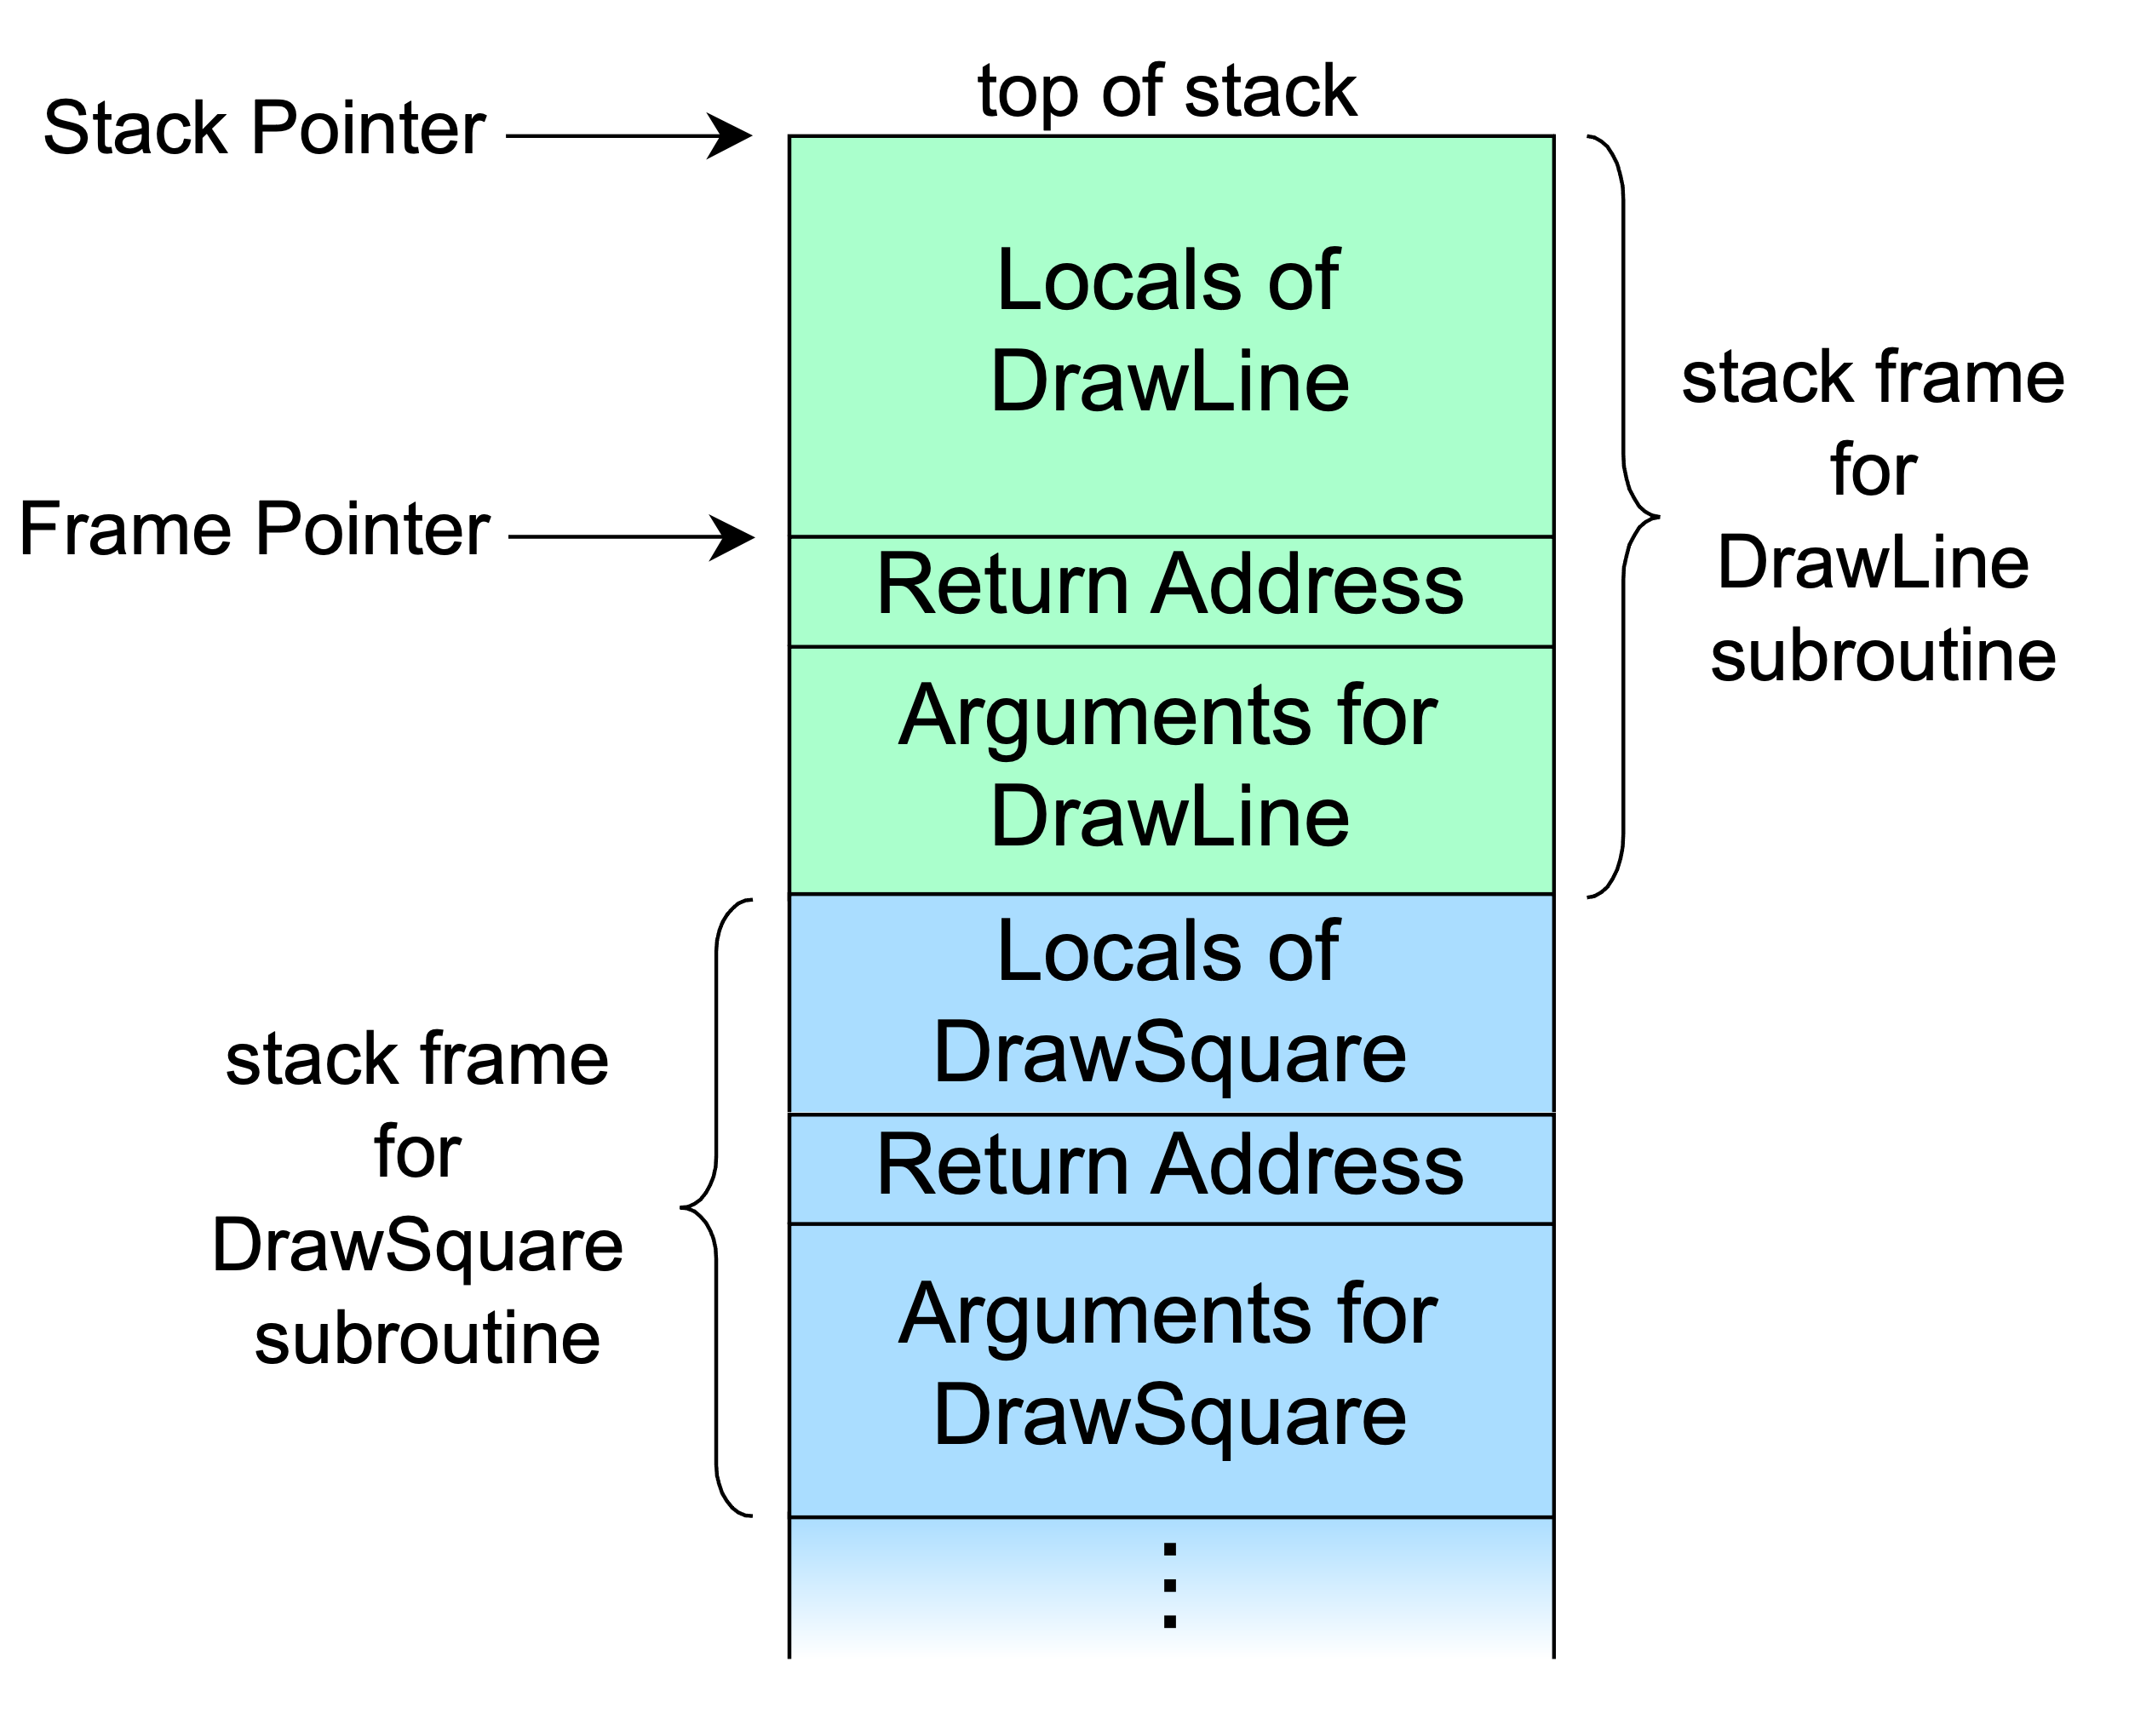 top of stack
Stack Pointer
Locals of
DrawLine
Frame Pointer
Return Address
Arguments for
DrawLine
stack frame
for
DrawLine
subroutine
Locals of
DrawSquare
Return Address
Arguments for
DrawSquare
stack frame
for
DrawSquare
subroutine